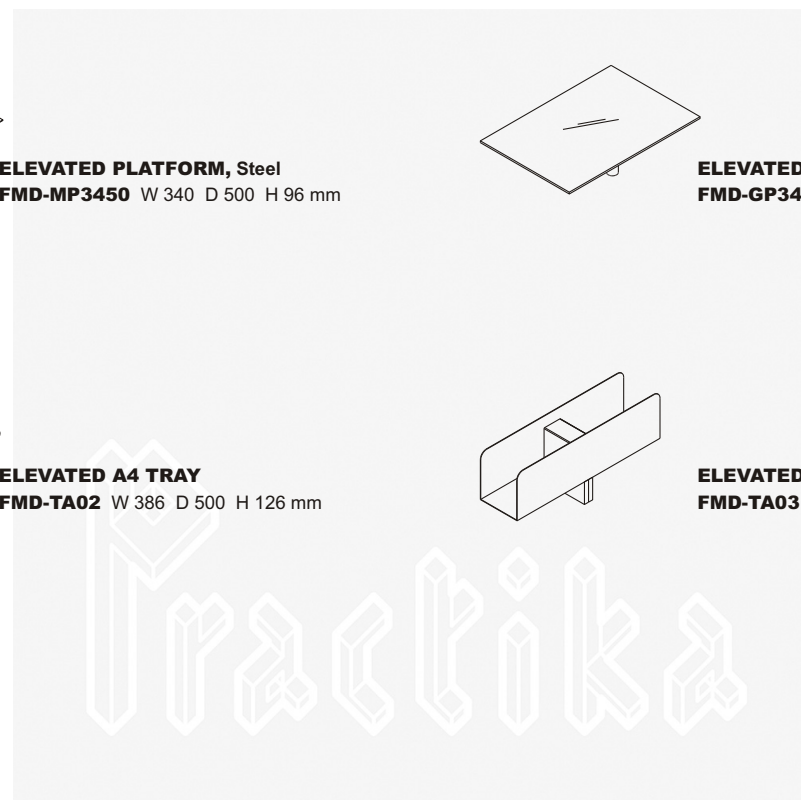 ELEVATED PLATFORM, Steel
FMD-MP3450 W 340 D 500 H 96 mm
ELEVATED
FMD-GP34
ELEVATED A4 TRAY
FMD-TA02 W 386 D 500 H 126 mm
ELEVATED
FMD-TA03
Practika